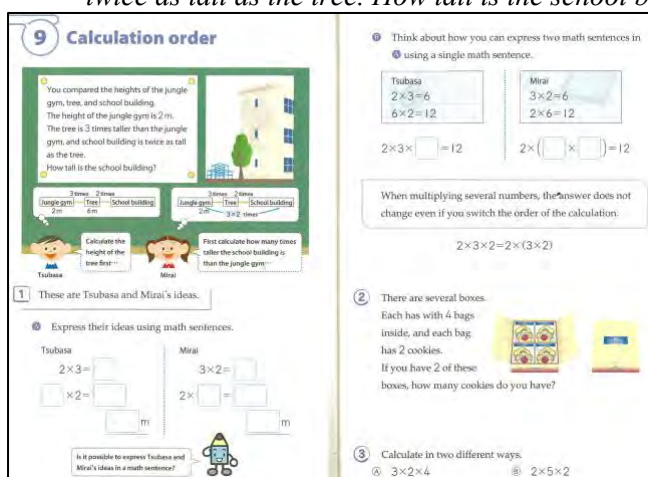 twice as tall as the tree. How tall is the school b
9 Calculation order
You compared the heights of the jungle
gym, tree, and school building.
The height of the jungle gym is 2 m.
The tree is 3 times taller than the jungle
gym, and school building is twice as tall
as the tree.
How tall is the school building?
3 times 2 times
Jungle gym Tree School building
2m 6m
3 times 2 times
Jungle gym Tree School building
2m 3×2 times
Calculate the
height of the
tree first…
Tsubasa
First calculate how many times
taller the school building is
than the jungle gym…
Mirai
1 These are Tsubasa and Mirai's ideas.
Ⓐ Express their ideas using math sentences.
Tsubasa
2×3=
×2=
m
Mirai
3×2=
2× =
m
Is it possible to express Tsubasa and
Mirai's ideas in a math sentence?
Ⓑ Think about how you can express two math sentences in
Ⓐ using a single math sentence.
Tsubasa
2×3=6
6×2=12
Mirai
3×2=6
2×6=12
2×3× =12
2×( × )=12
When multiplying several numbers, the answer does not
change even if you switch the order of the calculation.
2×3×2=2×(3×2)
2 There are several boxes.
Each has with 4 bags
inside, and each bag
has 2 cookies.
If you have 2 of these
boxes, how many cookies do you have?
3 Calculate in two different ways.
Ⓐ 3×2×4 Ⓑ 2×5×2